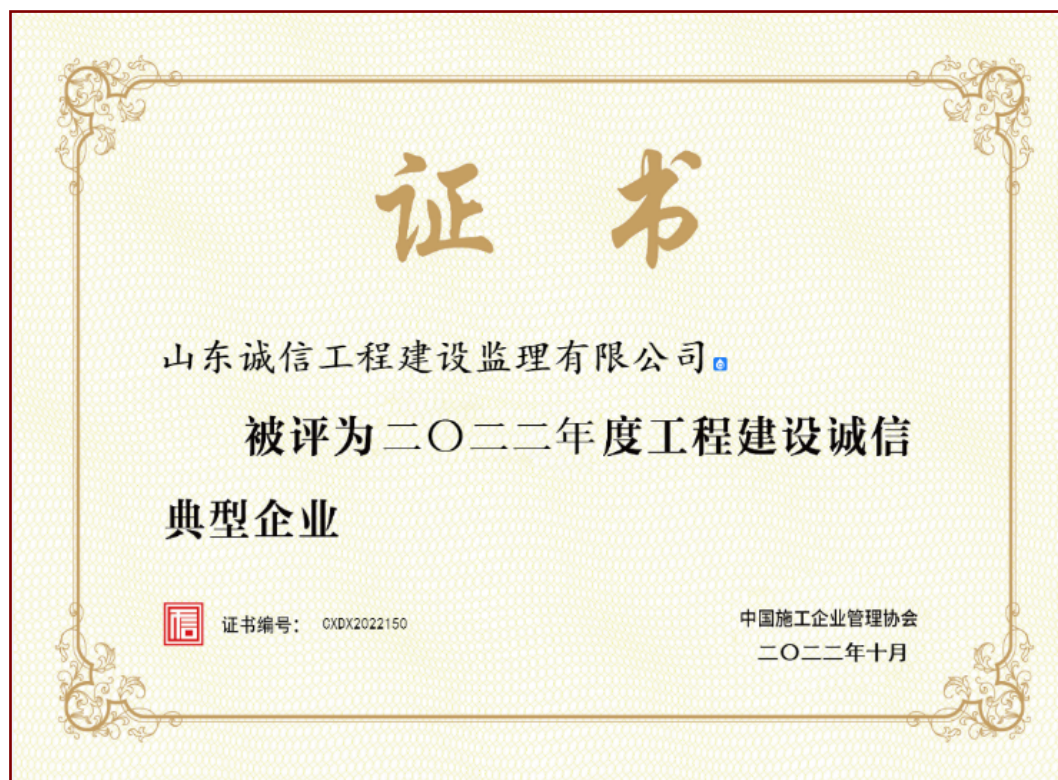 证 书
山东诚信工程建设监理有限公司
被评为二〇二二年度工程建设诚信
典型企业
信 证书编号： CXDX2022150
中国施工企业管理协会
二〇二二年十月